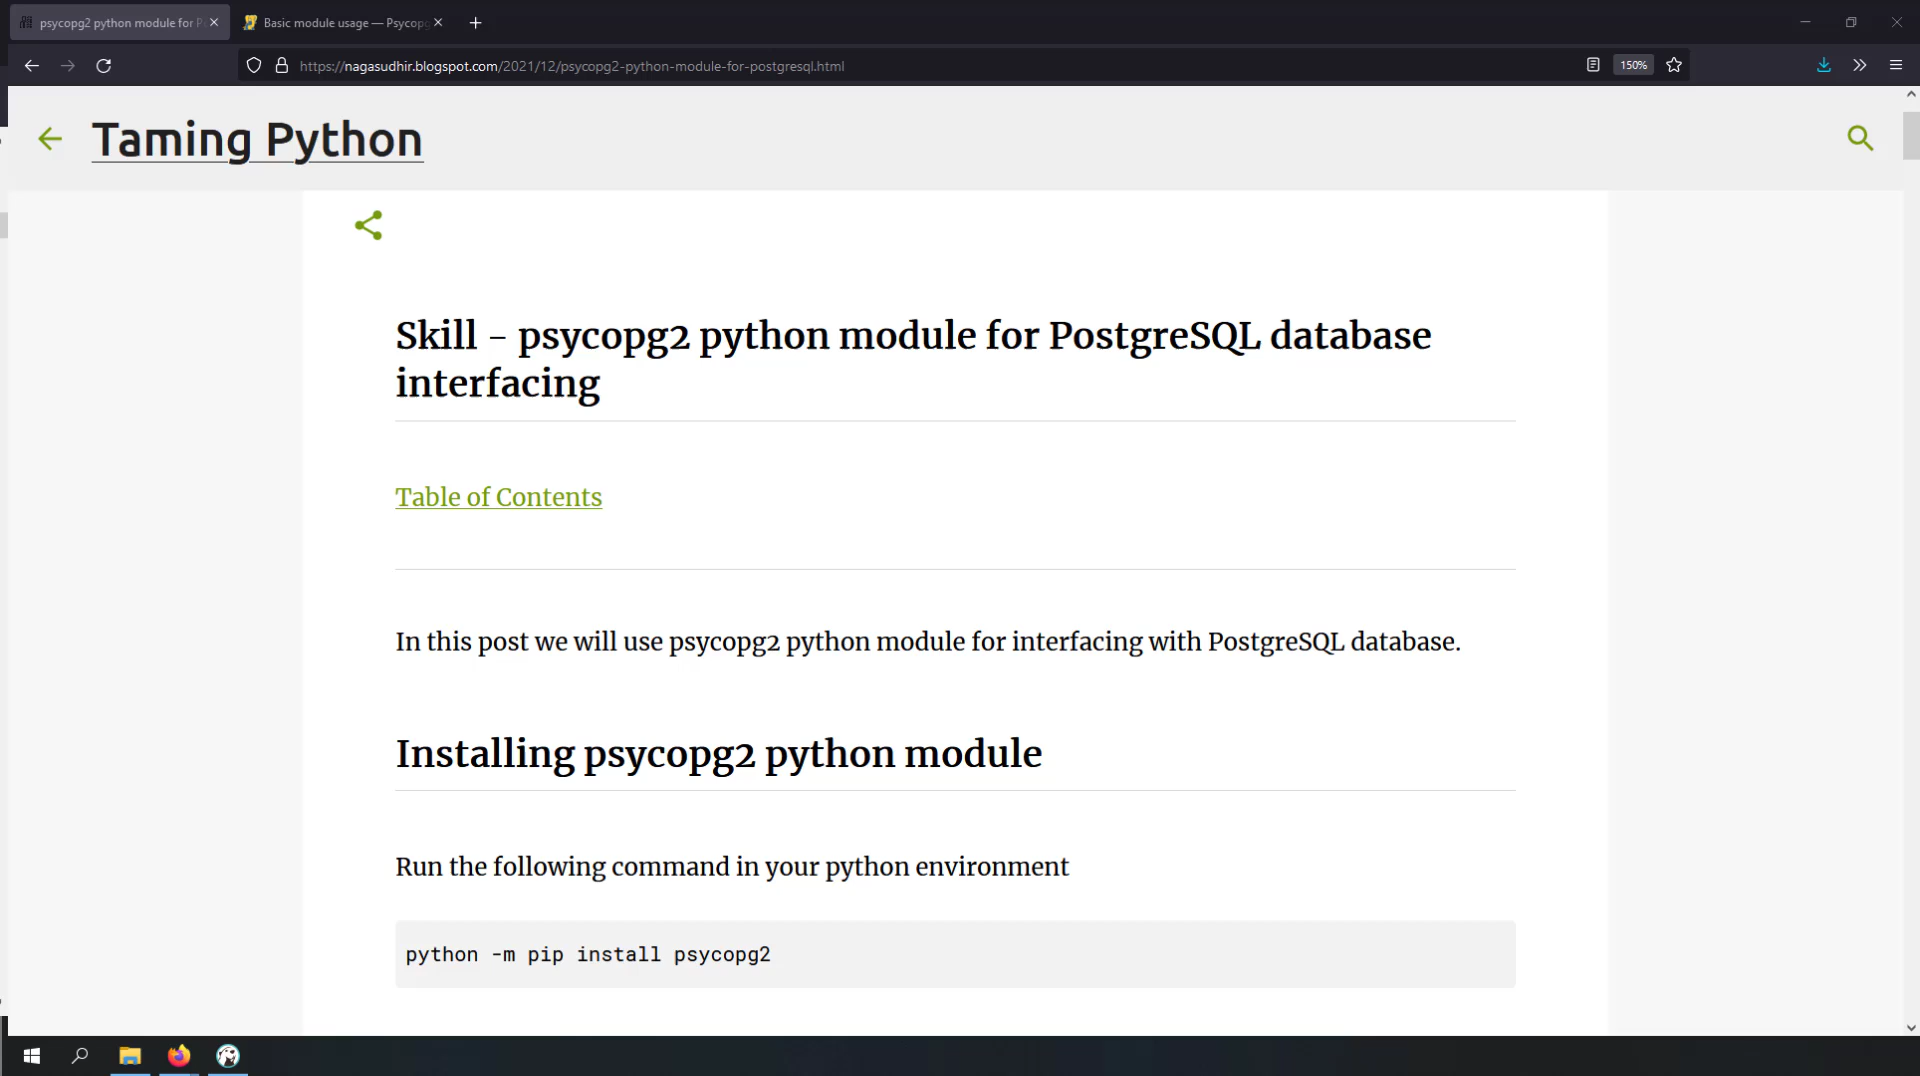 psycopg2 python module for P
Basic module usage — Psycopg
https://nagasudhir.blogspot.com/2021/12/psycopg2-python-module-for-postgresql.html
150%
Taming Python
Skill - psycopg2 python module for PostgreSQL database
interfacing
Table of Contents
In this post we will use psycopg2 python module for interfacing with PostgreSQL database.
Installing psycopg2 python module
Run the following command in your python environment
python -m pip install psycopg2